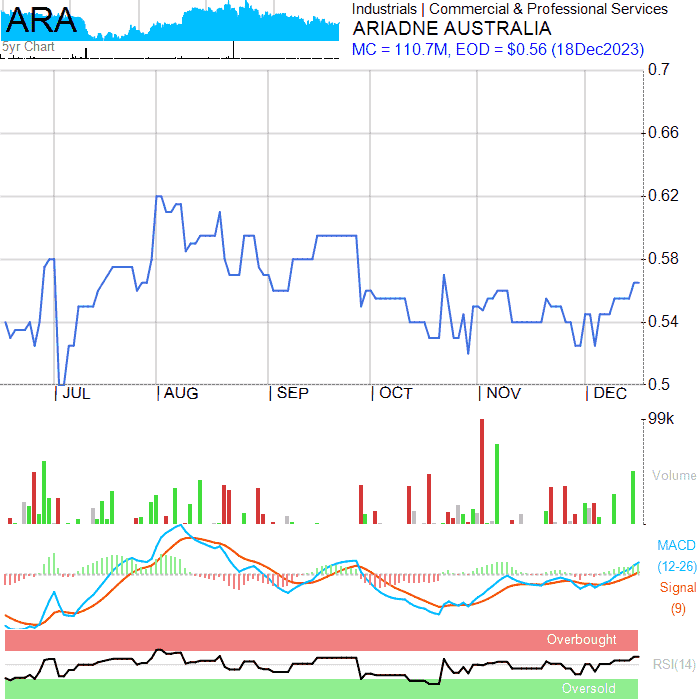 ARA
5yr Chart
Industrials | Commercial & Professional Services
ARIADNE AUSTRALIA
MC = 110.7M, EOD = $0.56 (18Dec2023)
0.7
0.66
0.62
0.58
0.54
0.5
JUL AUG SEP OCT NOV DEC
99k
Volume
MACD
(12-26)
Signal
(9)
Overbought
RSI(14)
Oversold